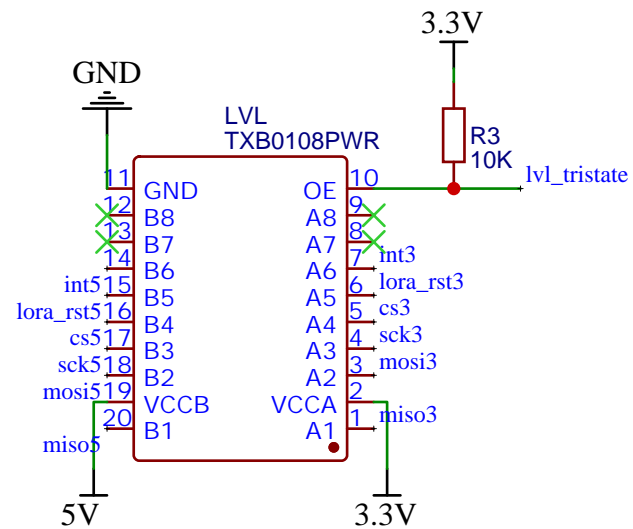 3.3V
GND
LVL
TXB0108PWR
R3
10K
lvl_tristate
11 GND OE 10
12 B8 A8 9
13 B7 A7 8
14 B6 A6 7 int3
int5 15 B5 A5 6 lora_rst3
lora_rst5 16 B4 A4 5 cs3
cs5 17 B3 A3 4 sck3
sck5 18 B2 A2 3 mosi3
mosi5 19 VCCB VCCA 2
miso5 20 B1 A1 1 miso3
5V
3.3V